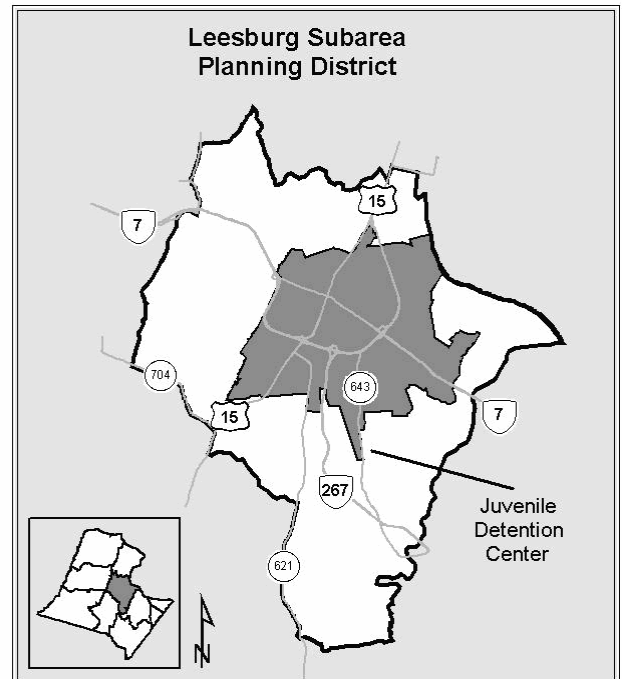 Leesburg Subarea
Planning District
15
7
643
704
15
7
267
Juvenile
Detention
Center
621
N